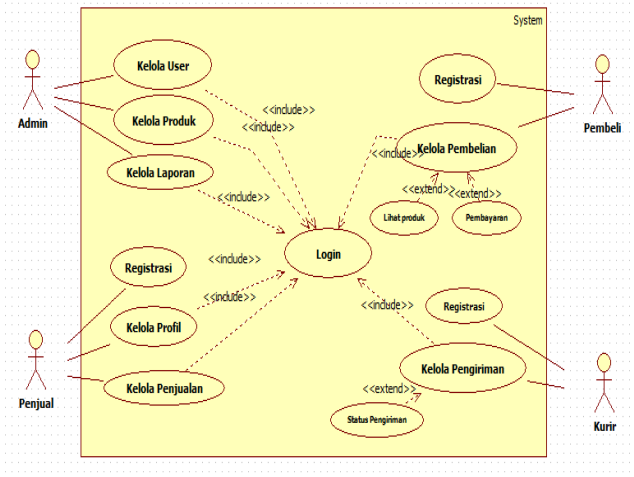 System
Kelola User
Admin
<<include>>
Kelola Produk
<<include>>
Kelola Laporan
<<include>>
Registrasi
Pembeli
Kelola Pembelian
<<include>>
<<extend>>
<<extend>>
Lihat produk
Pembayaran
Login
Registrasi
<<include>>
Kelola Profil
<<include>>
Penjual
Kelola Penjualan
Registrasi
<<include>>
Kelola Pengiriman
<<extend>>
Status Pengiriman
Kurir